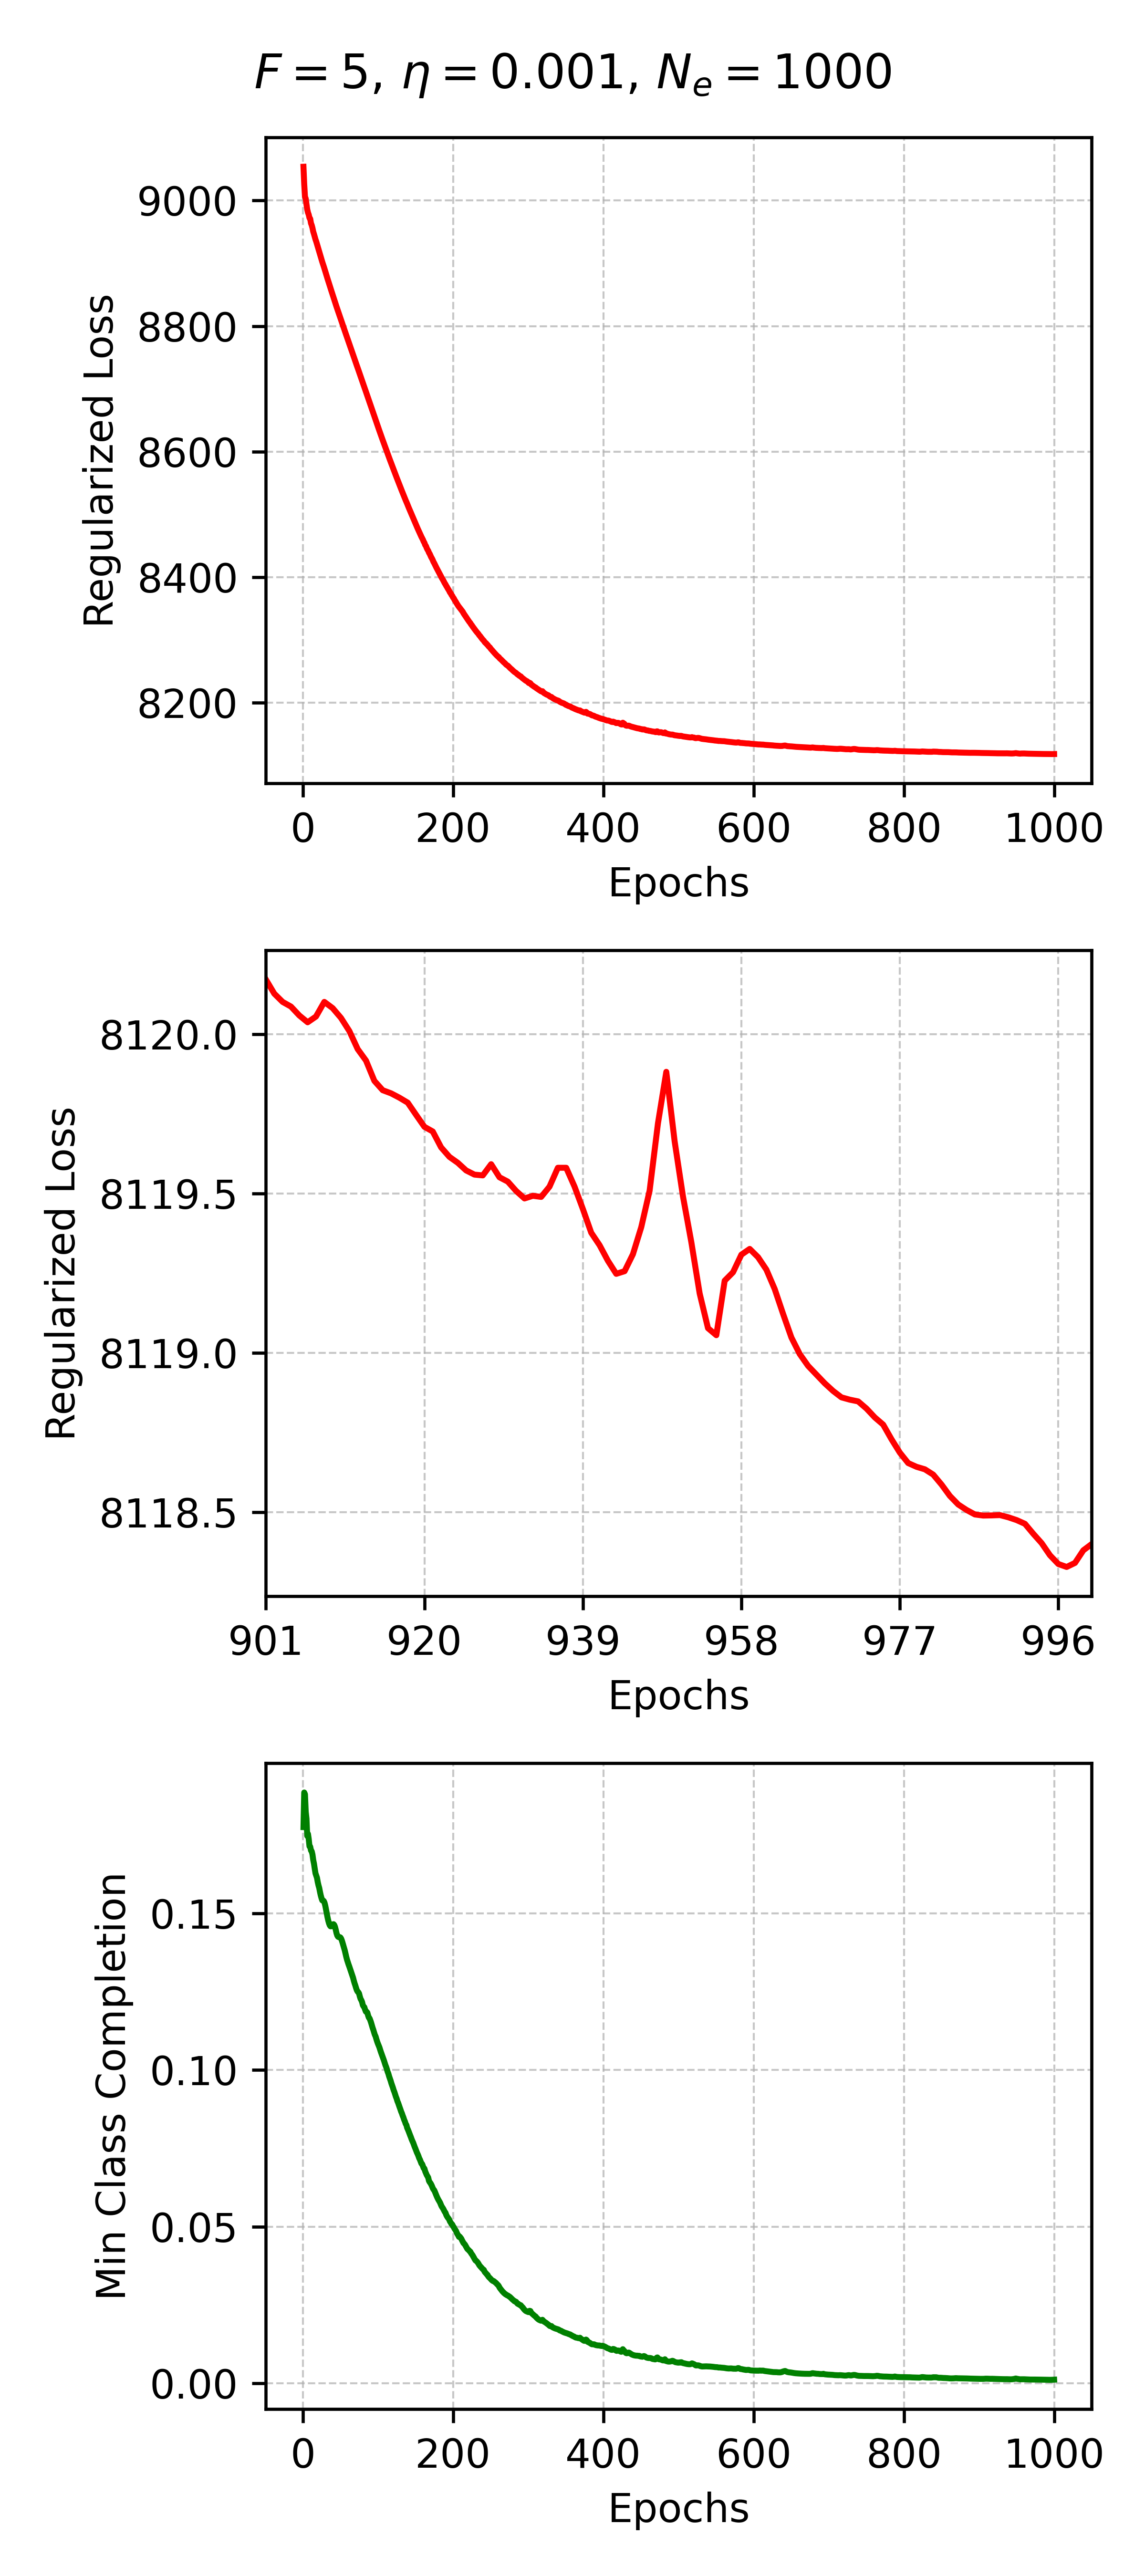 F = 5, η = 0.001, Nₑ = 1000
9000
8800
8600
8400
8200
Regularized Loss
0 200 400 600 800 1000
Epochs
8120.0
8119.5
8119.0
8118.5
Regularized Loss
901 920 939 958 977 996
Epochs
0.15
0.10
0.05
0.00
Min Class Completion
0 200 400 600 800 1000
Epochs